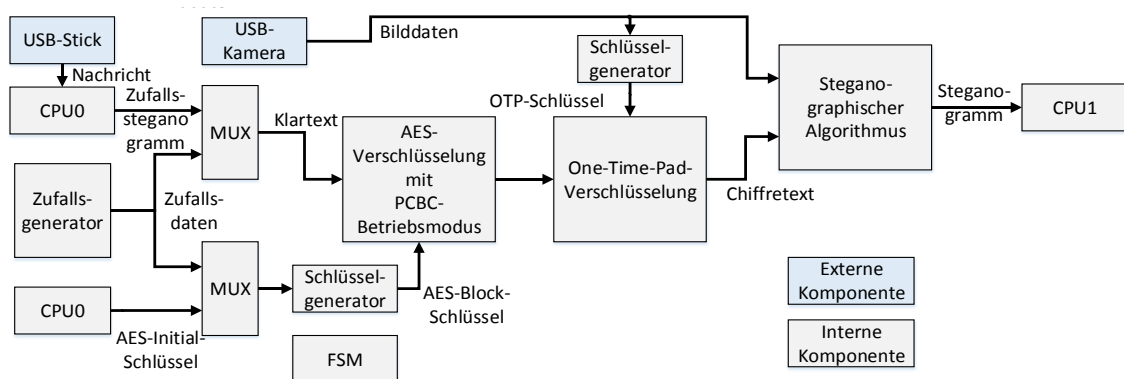 USB-Stick
USB-
Kamera
Bilddaten
Schlüssel-
generator
Nachricht
CPU0
Zufalls-
stegano
gramm
MUX
Klartext
OTP-Schlüssel
Stegano-
graphischer
Algorithmus
Stegano-
gramm
CPU1
AES-
Verschlüsselung
mit
PCBC-
Betriebsmodus
One-Time-Pad-
Verschlüsselung
Chiffretext
Zufalls-
generator
Zufalls-
daten
MUX
Schlüssel-
generator
AES-Block-
Schlüssel
CPU0
AES-Initial-
Schlüssel
FSM
Externe
Komponente
Interne
Komponente